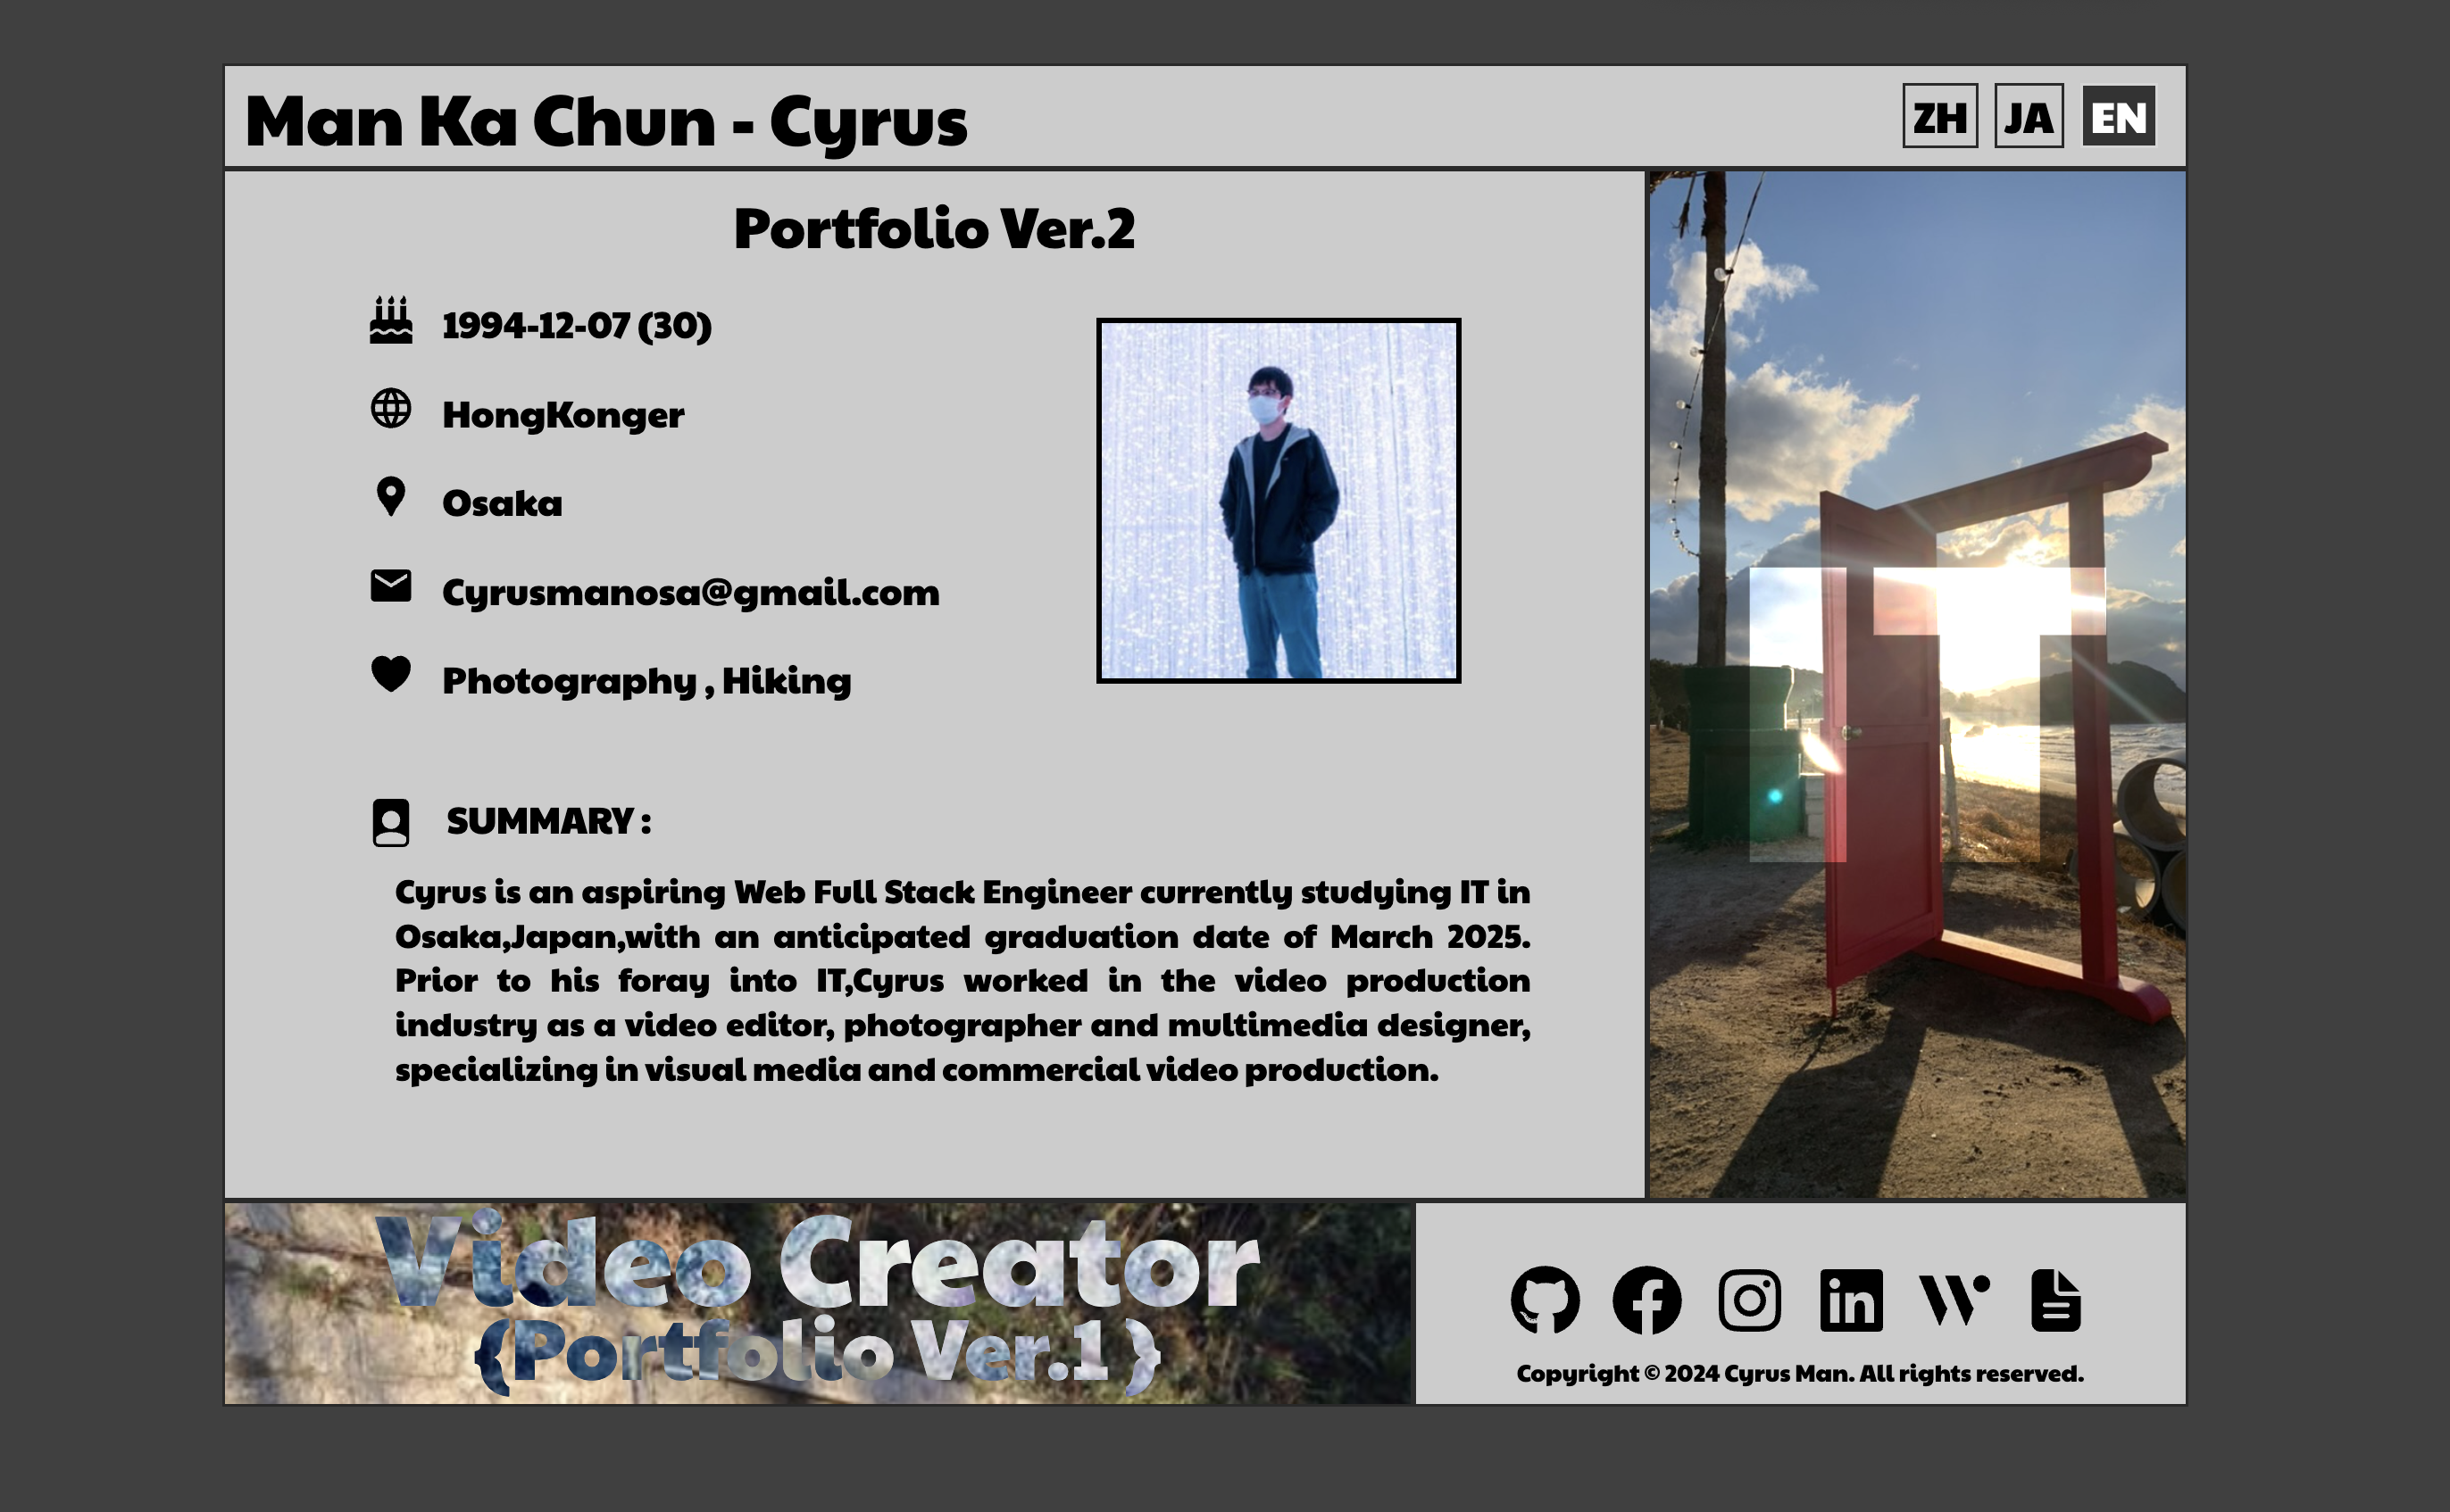 Man Ka Chun - Cyrus
ZH JA EN
Portfolio Ver.2
1994-12-07 (30)
HongKonger
Osaka
Cyrusmanosa@gmail.com
Photography , Hiking
SUMMARY :
Cyrus is an aspiring Web Full Stack Engineer currently studying IT in
Osaka,Japan,with an anticipated graduation date of March 2025.
Prior to his foray into IT,Cyrus worked in the video production
industry as a video editor, photographer and multimedia designer,
specializing in visual media and commercial video production.
IT
Video Creator
{Portfolio Ver.1 }
in
Copyright © 2024 Cyrus Man. All rights reserved.